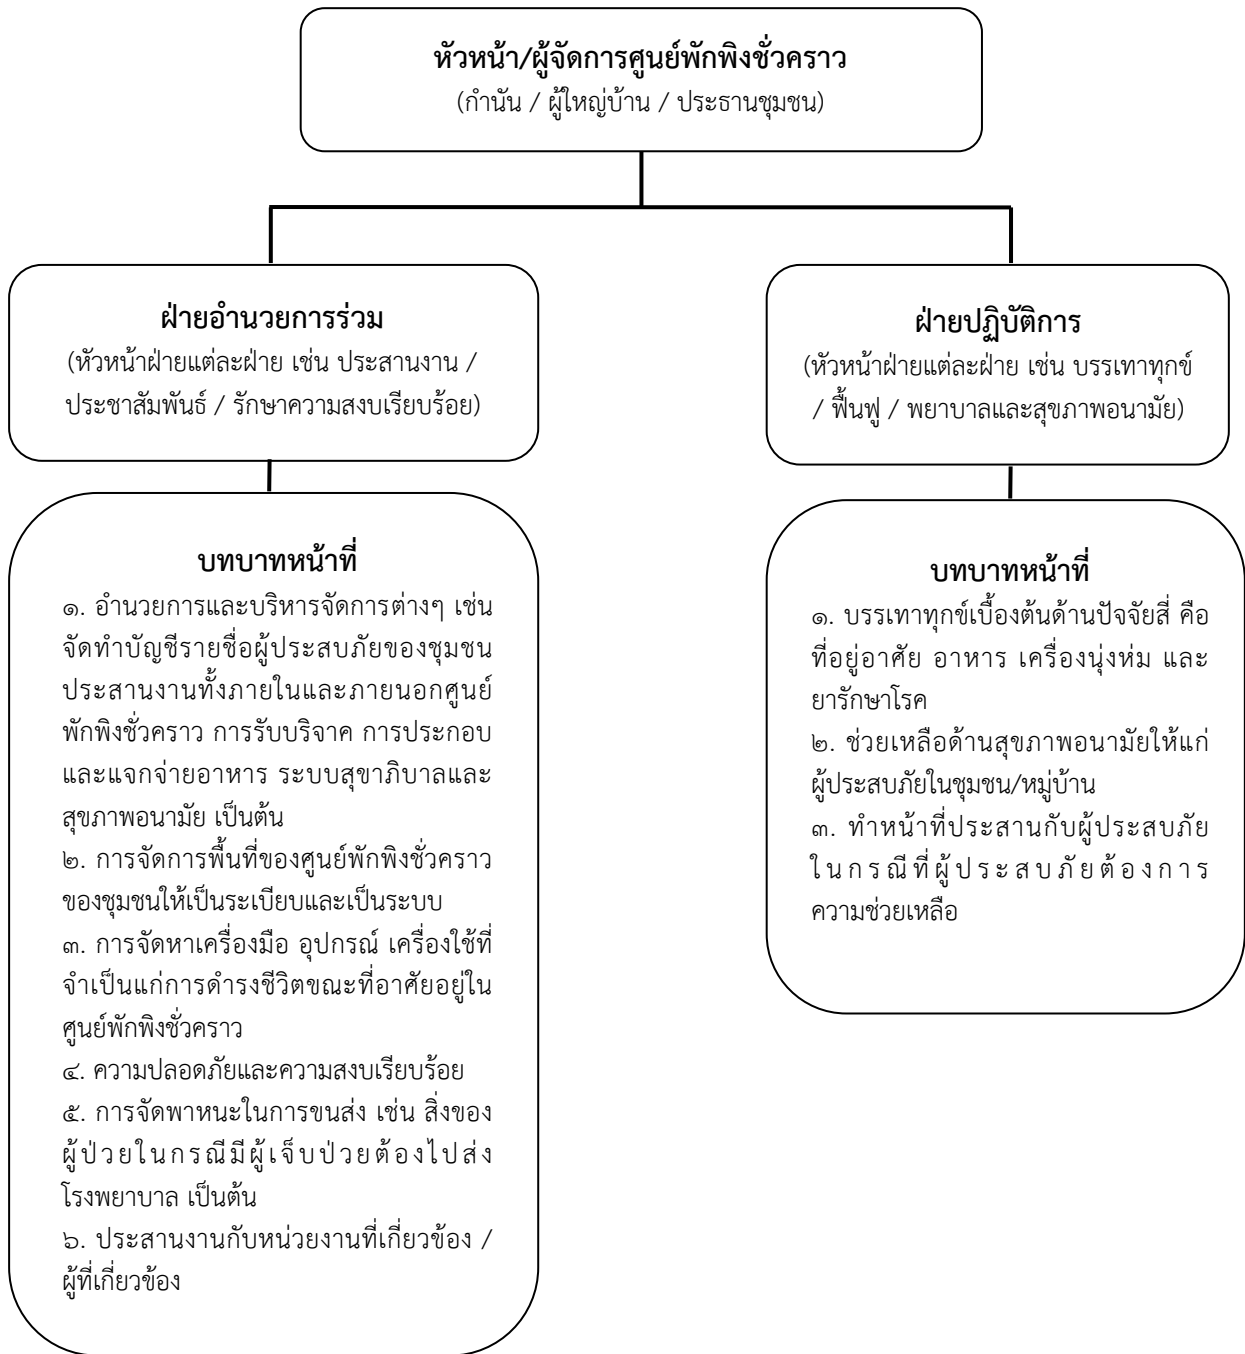 หัวหน้า/ผู้จัดการศูนย์พักพิงชั่วคราว
(กำนัน / ผู้ใหญ่บ้าน / ประธานชุมชน)
ฝ่ายอำนวยการร่วม
(หัวหน้าฝ่ายแต่ละฝ่าย เช่น ประสานงาน /
ประชาสัมพันธ์ / รักษาความสงบเรียบร้อย)
ฝ่ายปฏิบัติการ
(หัวหน้าฝ่ายแต่ละฝ่าย เช่น บรรเทาทุกข์
/ ฟื้นฟู / พยาบาลและสุขภาพอนามัย)
บทบาทหน้าที่
๑. อำนวยการและบริหารจัดการต่างๆ เช่น
จัดทำบัญชีรายชื่อผู้ประสบภัยของชุมชน
ประสานงานทั้งภายในและภายนอกศูนย์
พักพิงชั่วคราว การรับบริจาค การประกอบ
และแจกจ่ายอาหาร ระบบสุขาภิบาลและ
สุขภาพอนามัย เป็นต้น
๒. การจัดการพื้นที่ของศูนย์พักพิงชั่วคราว
ของชุมชนให้เป็นระเบียบและเป็นระบบ
๓. การจัดหาเครื่องมือ อุปกรณ์ เครื่องใช้ที่
จำเป็นแก่การดำรงชีวิตขณะที่อาศัยอยู่ใน
ศูนย์พักพิงชั่วคราว
๔. ความปลอดภัยและความสงบเรียบร้อย
๕. การจัดพาหนะในการขนส่ง เช่น สิ่งของ
ผู้ป่วยในกรณีมีผู้เจ็บป่วยต้องไปส่ง
โรงพยาบาล เป็นต้น
๖. ประสานงานกับหน่วยงานที่เกี่ยวข้อง /
ผู้ที่เกี่ยวข้อง
บทบาทหน้าที่
๑. บรรเทาทุกข์เบื้องต้นด้านปัจจัยสี่ คือ
ที่อยู่อาศัย อาหาร เครื่องนุ่งห่ม และ
ยารักษาโรค
๒. ช่วยเหลือด้านสุขภาพอนามัยให้แก่
ผู้ประสบภัยในชุมชน/หมู่บ้าน
๓. ทำหน้าที่ประสานกับผู้ประสบภัย
ในกรณีที่ผู้ประสบภัยต้องการ
ความช่วยเหลือ